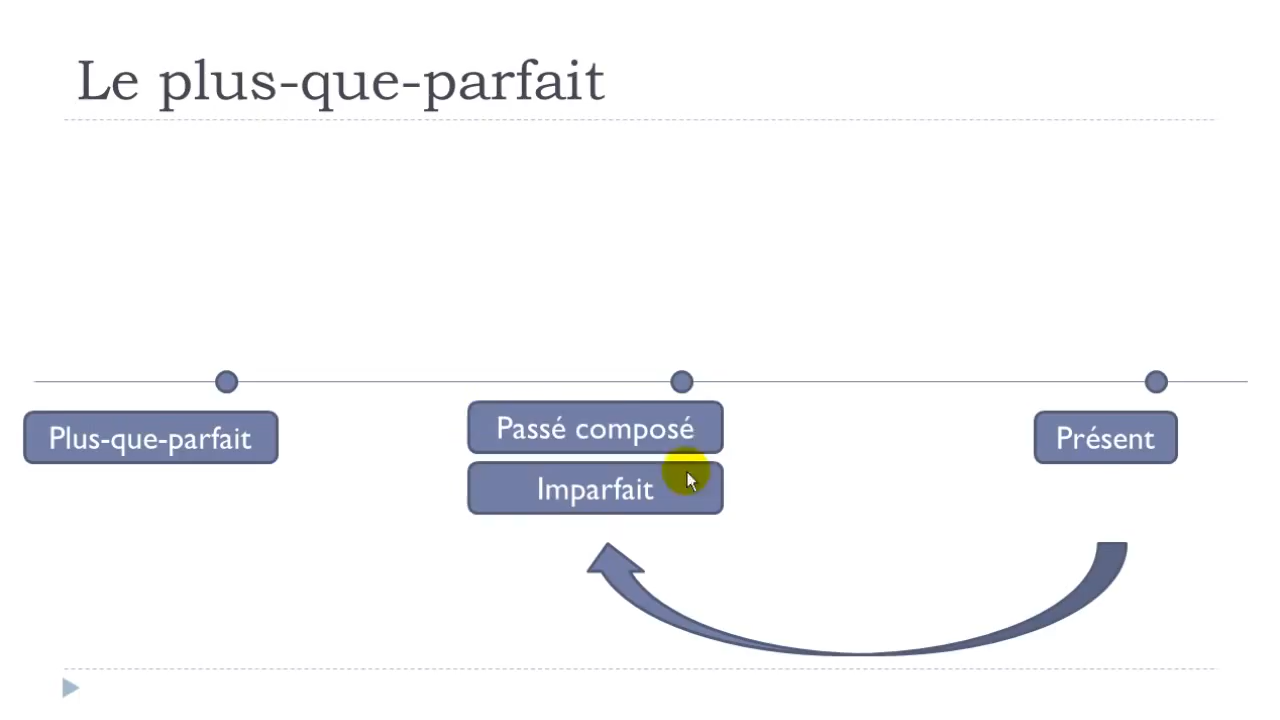 Le plus-que-parfait
Plus-que-parfait
Passé composé
Imparfait
Présent